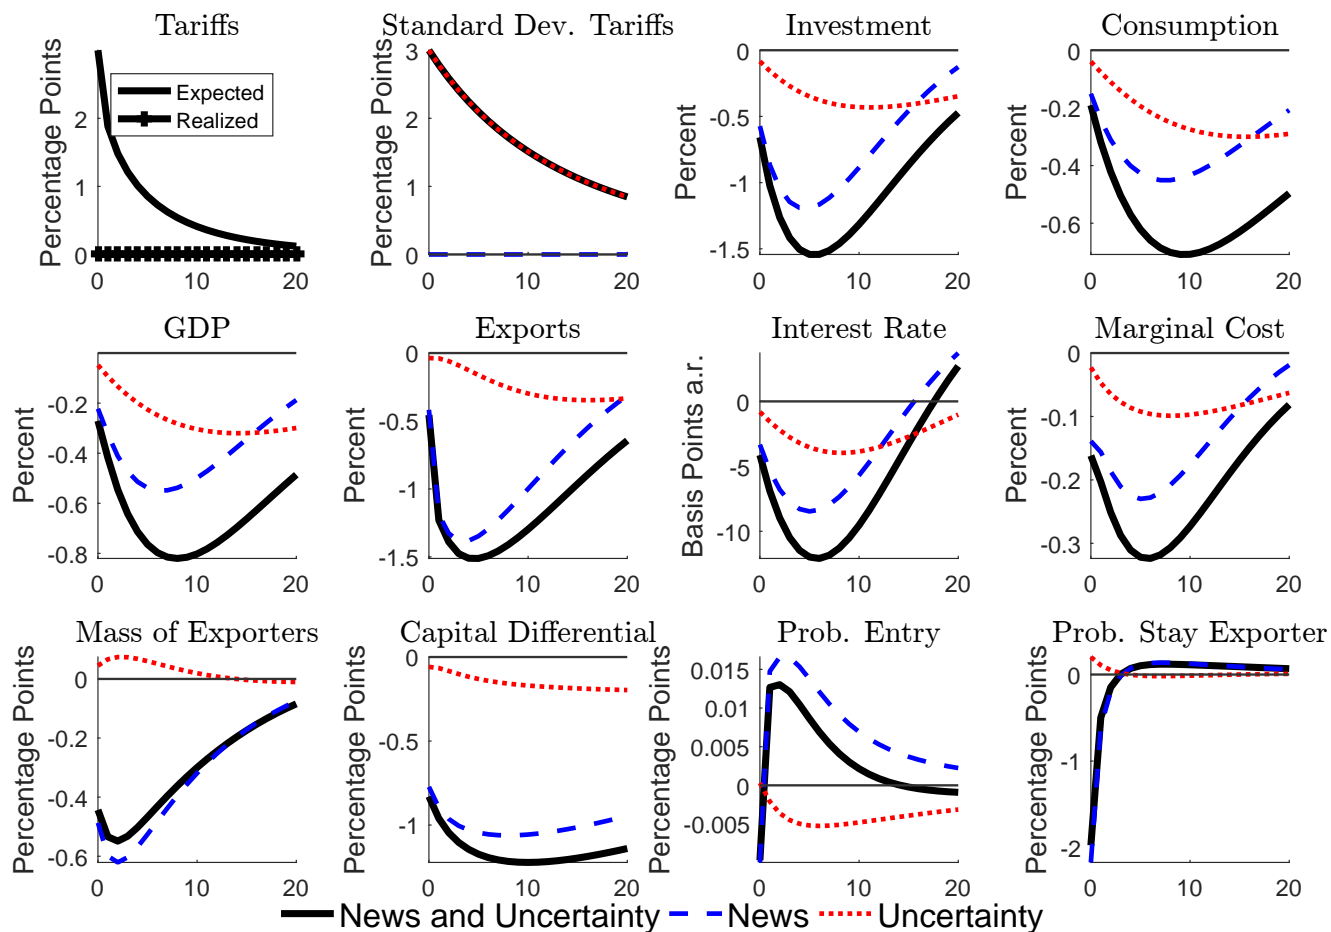 Tariffs
Standard Dev. Tariffs
Investment
Consumption
Percentage Points
2
1
0
0 10 20
Expected
Realized
Percentage Points
3
2
1
0
0 10 20
Percent
0
-0.5
-1
-1.5
0 10 20
Percent
0
-0.2
-0.4
-0.6
0 10 20
GDP
Exports
Interest Rate
Marginal Cost
Percent
-0.2
-0.4
-0.6
-0.8
0 10 20
0
-0.5
-1
-1.5
0 10 20
Basis Points a.r.
0
-5
-10
0 10 20
Percent
0
-0.1
-0.2
-0.3
0 10 20
Mass of Exporters
Capital Differential
Prob. Entry
Prob. Stay Exporter
Percentage Points
0
-0.2
-0.4
-0.6
0 10 20
0
-0.5
-1
0 10 20
Percentage Points
0.015
0.01
0.005
0
-0.005
0 10 20
Percentage Points
0
-1
-2
0 10 20
News and Uncertainty
News
Uncertainty